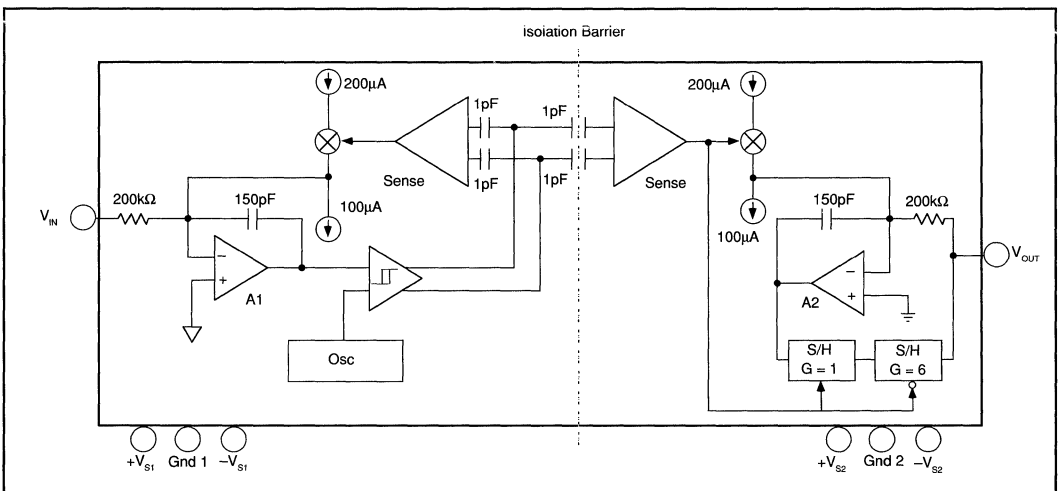 Isolation Barrier
200µA
200µA
1pF
1pF
1pF
1pF
Sense
Sense
200kΩ
150pF
100µA
150pF
200kΩ
100µA
V_IN
V_OUT
−
+
A1
−
+
A2
Osc
S/H
G = 1
S/H
G = 6
+V_S1
Gnd 1
−V_S1
+V_S2
Gnd 2
−V_S2